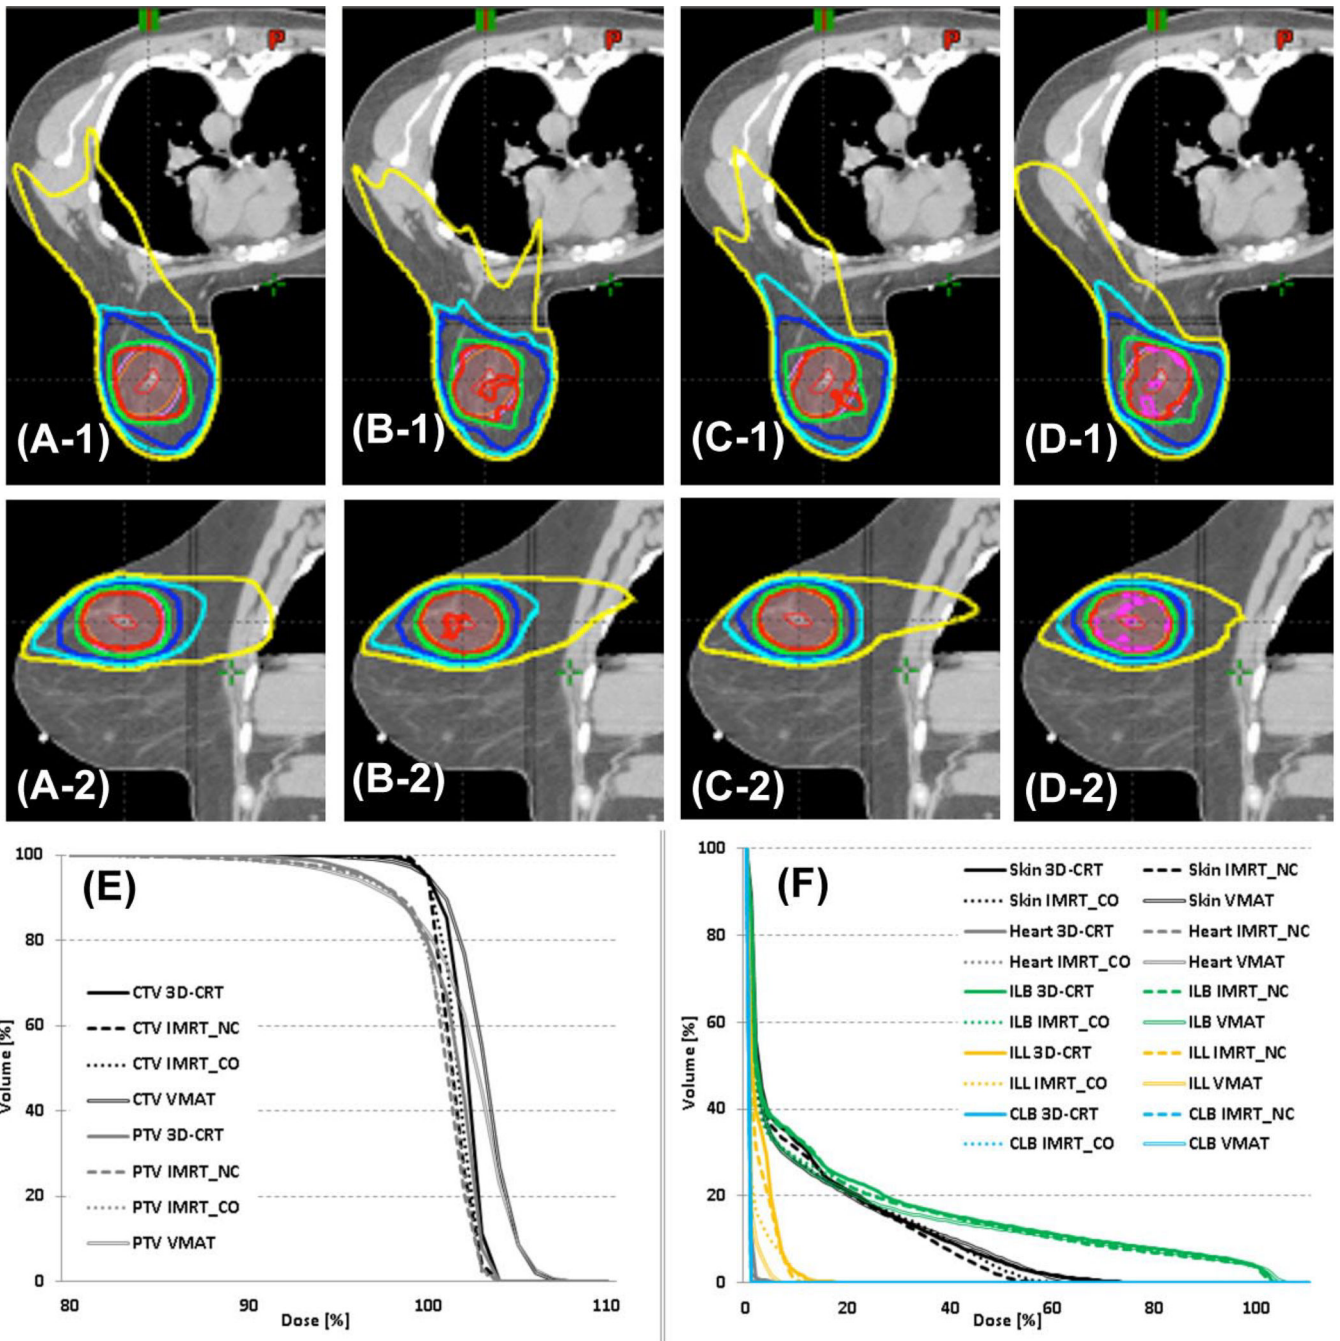 P P P P
(A-1) (B-1) (C-1) (D-1)
(A-2) (B-2) (C-2) (D-2)
100
80
60
40
20
0
Volume [%]
(E)
CTV 3D-CRT
CTV IMRT_NC
CTV IMRT_CO
CTV VMAT
PTV 3D-CRT
PTV IMRT_NC
PTV IMRT_CO
PTV VMAT
80 90 100 110
Dose [%]
100
80
60
40
20
0
Volume [%]
(F)
Skin 3D-CRT Skin IMRT_NC
Skin IMRT_CO Skin VMAT
Heart 3D-CRT Heart IMRT_NC
Heart IMRT_CO Heart VMAT
ILB 3D-CRT ILB IMRT_NC
ILB IMRT_CO ILB VMAT
ILL 3D-CRT ILL IMRT_NC
ILL IMRT_CO ILL VMAT
CLB 3D-CRT CLB IMRT_NC
CLB IMRT_CO CLB VMAT
0 20 40 60 80 100
Dose [%]